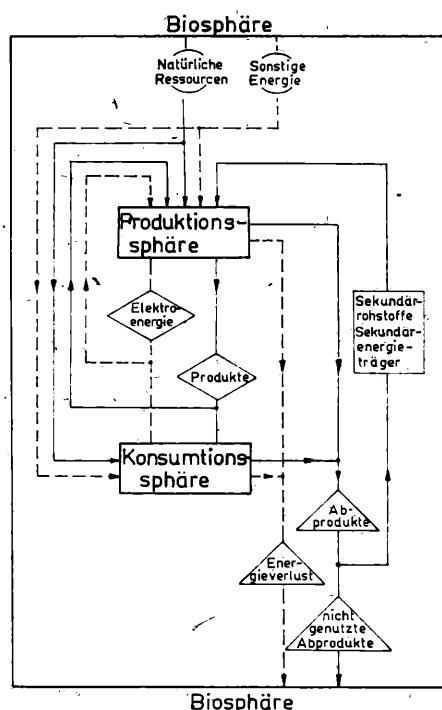 Biosphäre
Natürliche
Ressourcen
Sonstige
Energie
Produktions-
sphäre
Elektro-
energie
Produkte
Sekundär-
rohstoffe
Sekundär-
energie-
träger
Konsumtions
sphäre
Ab-
produkte
Ener-
gieverlust
nicht
genutzte
Abprodukte
Biosphäre